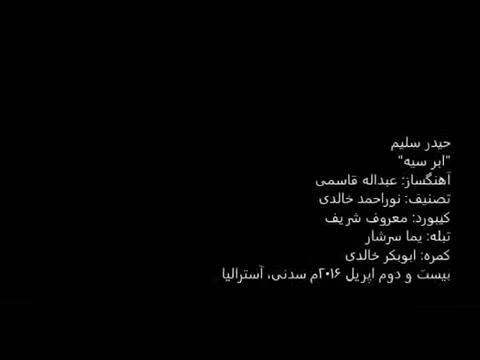 حیدر سلیم
"ابر سیه"
آهنگساز: عبداله قاسمی
تصنیف: نوراحمد خالدی
کیبورد: معروف شریف
تبله: یما سرشار
کمره: ابوبکر خالدی
بیست و دوم اپریل ۲۰۱۶م سدنی، آسترالیا